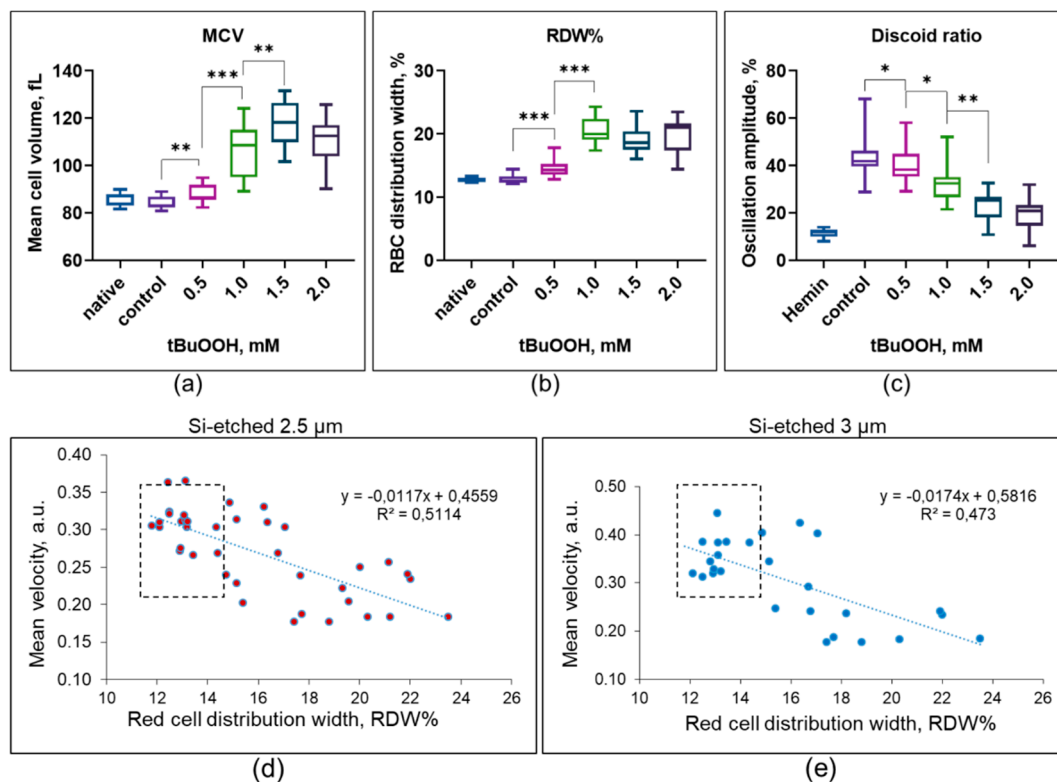 MCV
Mean cell volume, fL
140
120
100
80
60
**
***
**
native
control
0.5
1.0
1.5
2.0
tBuOOH, mM
(a)
RDW%
RBC distribution width, %
30
20
10
0
***
***
native
control
0.5
1.0
1.5
2.0
tBuOOH, mM
(b)
Discoid ratio
Oscillation amplitude, %
80
60
40
20
0
*
*
**
Hemin
control
0.5
1.0
1.5
2.0
tBuOOH, mM
(c)
Si-etched 2.5 µm
Mean velocity, a.u.
0.40
0.35
0.30
0.25
0.20
0.15
0.10
y = -0,0117x + 0,4559
R² = 0,5114
10 12 14 16 18 20 22 24 26
Red cell distribution width, RDW%
(d)
Si-etched 3 µm
Mean velocity, a.u.
0.50
0.40
0.30
0.20
0.10
y = -0,0174x + 0,5816
R² = 0,473
10 12 14 16 18 20 22 24 26
Red cell distribution width, RDW%
(e)